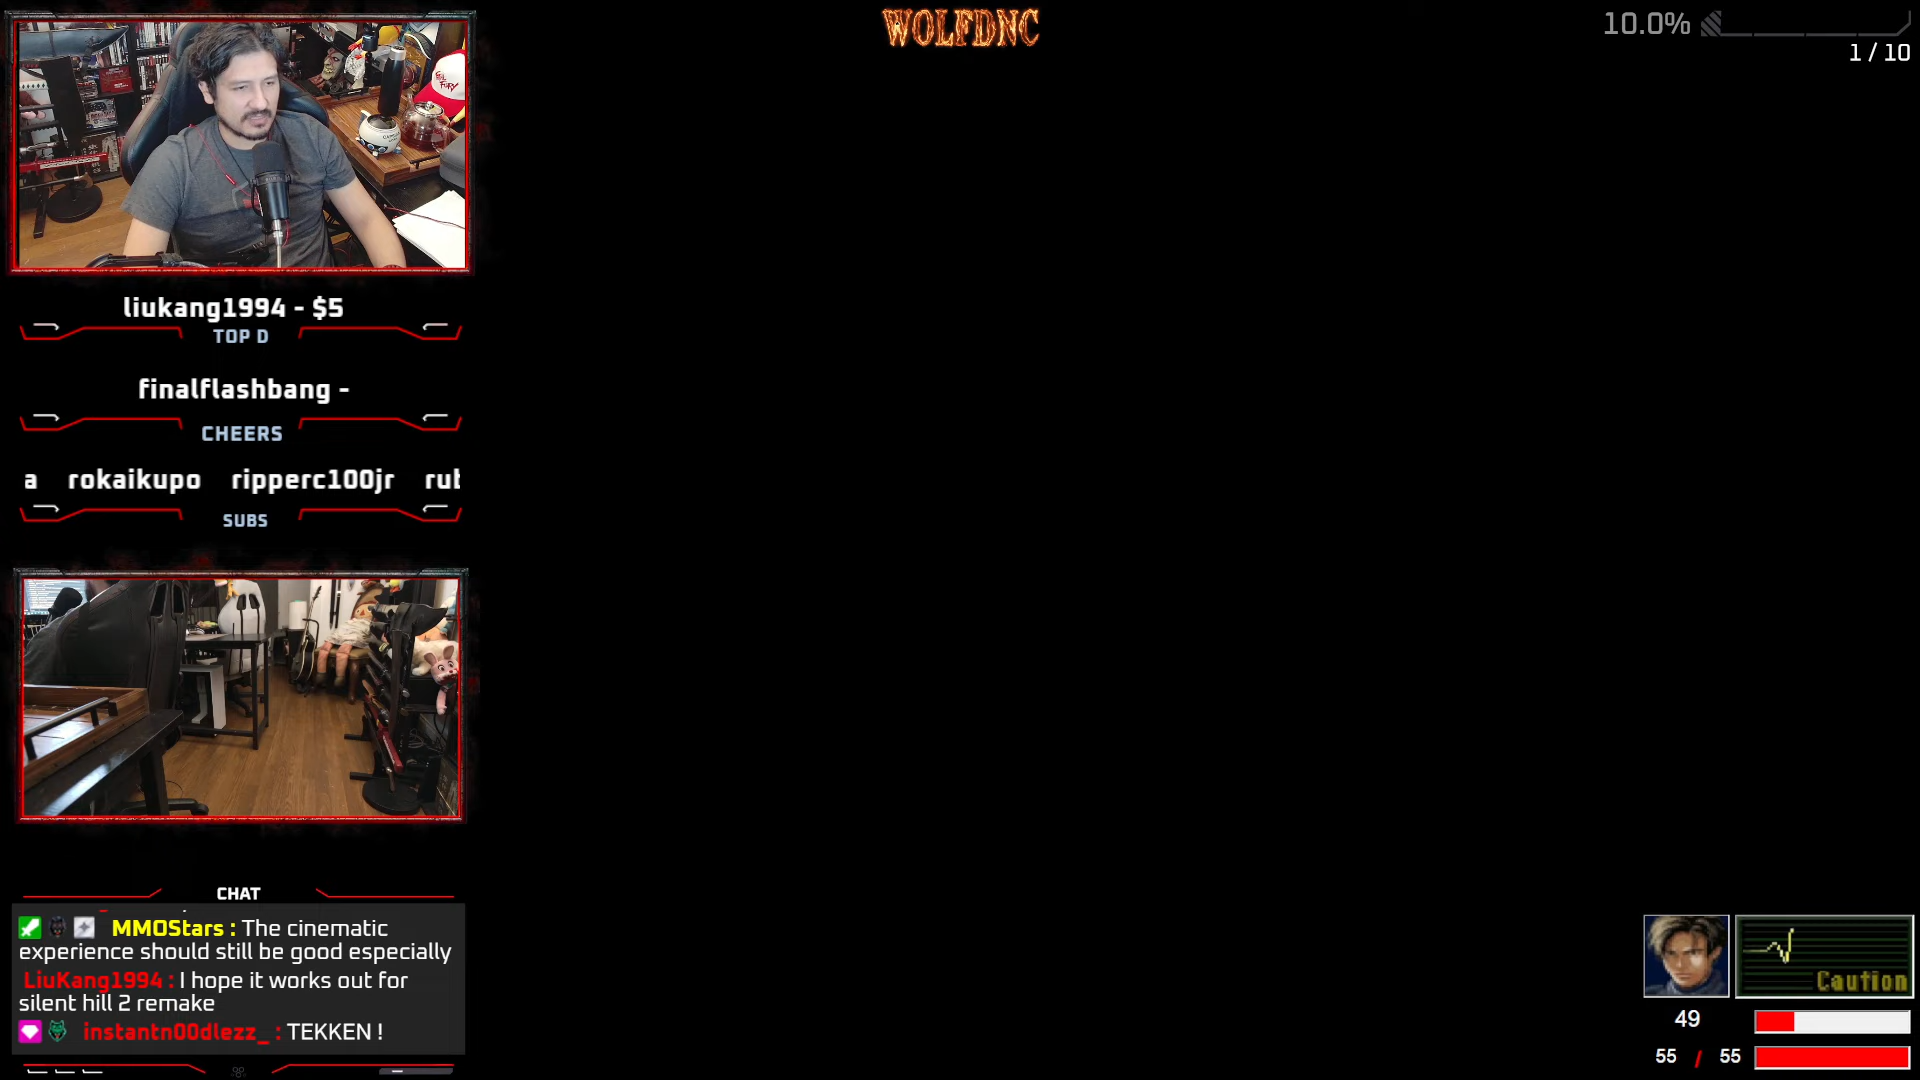 WOLFDNC
10.0%
1 / 10
liukang1994 - $5
TOP D
finalflashbang -
CHEERS
a rokaikupo ripperc100jr rub
SUBS
CHAT
MMOStars : The cinematic
experience should still be good especially
LiuKang1994 : I hope it works out for
silent hill 2 remake
instantn00dlezz_ : TEKKEN !
Caution
49
55 / 55